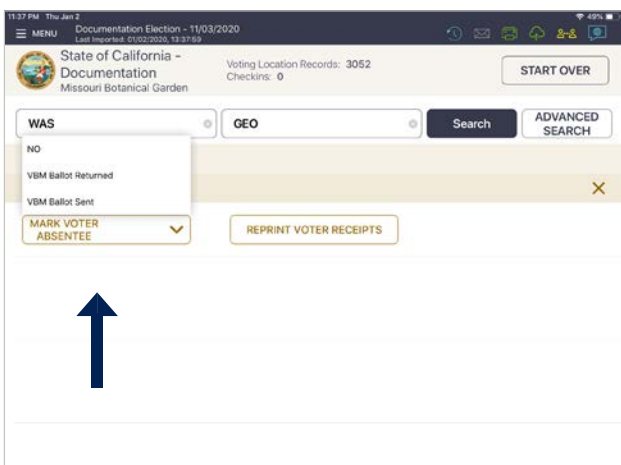 11:37 PM Thu Jan 2
49%
MENU
Documentation Election - 11/03/2020
Last Imported: 01/02/2020, 13:37:59
State of California -
Documentation
Missouri Botanical Garden
Voting Location Records: 3052
Checkins: 0
START OVER
WAS
GEO
Search
ADVANCED
SEARCH
NO
VBM Ballot Returned
VBM Ballot Sent
MARK VOTER
ABSENTEE
REPRINT VOTER RECEIPTS